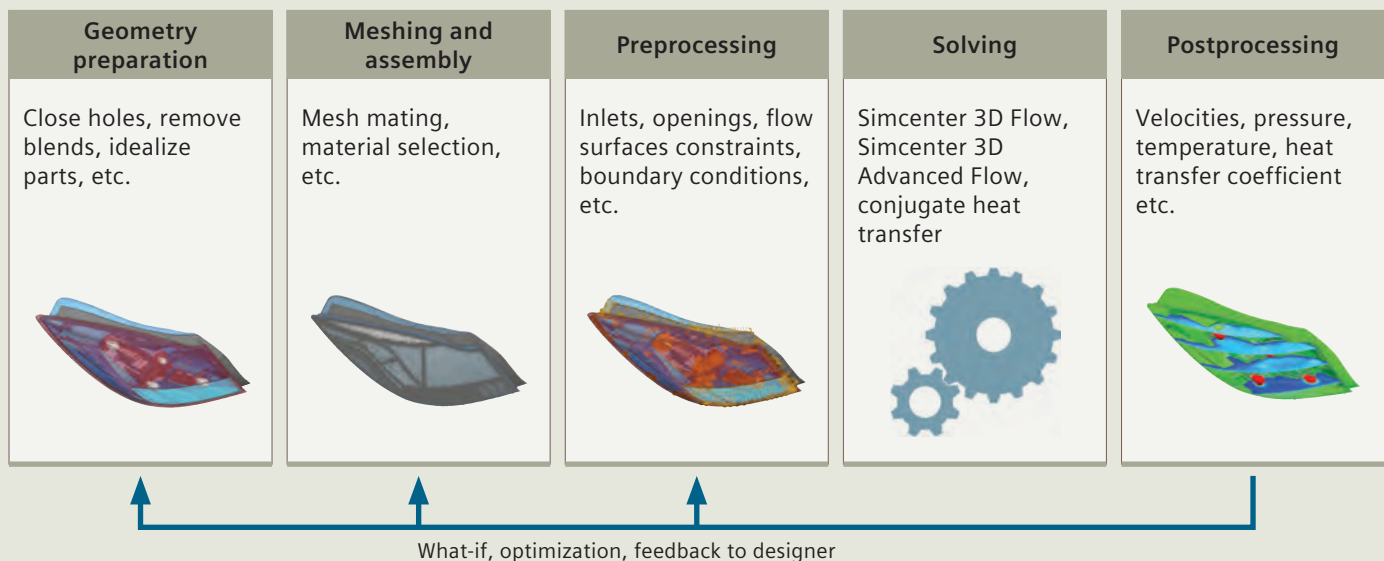 Geometry
preparation
Close holes, remove
blends, idealize
parts, etc.
Meshing and
assembly
Mesh mating,
material selection,
etc.
Preprocessing
Inlets, openings, flow
surfaces constraints,
boundary conditions,
etc.
Solving
Simcenter 3D Flow,
Simcenter 3D
Advanced Flow,
conjugate heat
transfer
Postprocessing
Velocities, pressure,
temperature, heat
transfer coefficient
etc.
What-if, optimization, feedback to designer